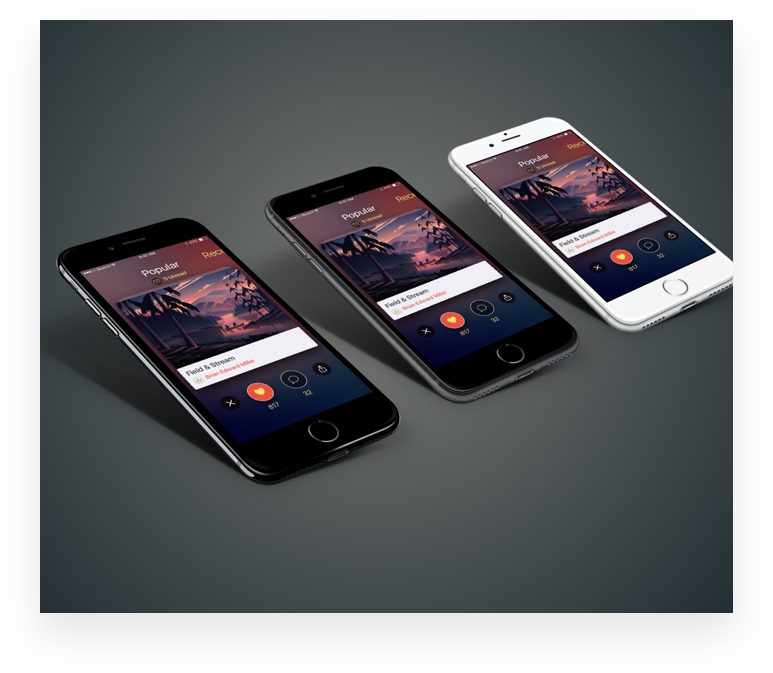 9:41 AM
Popular
Rec
5 Unread
Field & Stream
Brian Edward Miller
817
32
9:41 AM
Popular
Rec
5 Unread
Field & Stream
Brian Edward Miller
817
32
9:41 AM
Popular
Rec
5 Unread
Field & Stream
Brian Edward Miller
817
32